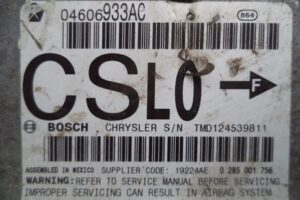 04606933AC 864
CSLO F
BOSCH CHRYSLER S/N TMD124539811
ASSEMBLED IN MEXICO SUPPLIER CODE: 19224AE 0 285 001 756
WARNING: REFER TO SERVICE MANUAL BEFORE SERVICING
IMPROPER SERVICING CAN RESULT IN AIRBAG SYSTEM